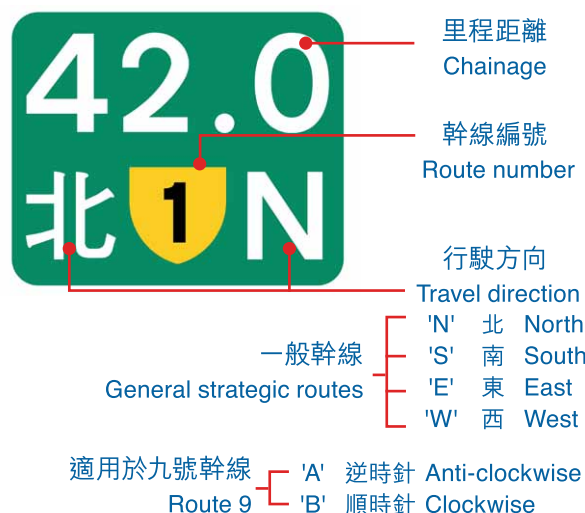 42.0
北 1 N
里程距離
Chainage
幹線編號
Route number
行駛方向
Travel direction
一般幹線
General strategic routes
'N' 北 North
'S' 南 South
'E' 東 East
'W' 西 West
適用於九號幹線
Route 9
'A' 逆時針 Anti-clockwise
'B' 順時針 Clockwise